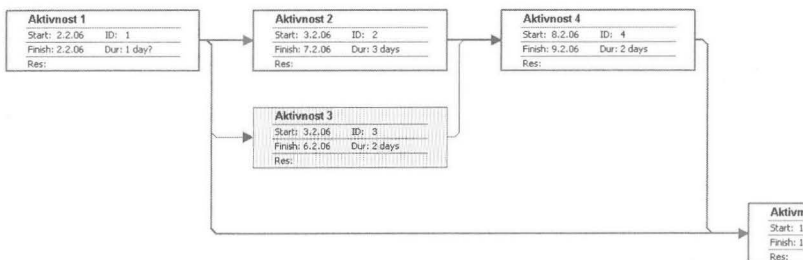 Aktivnost 1
Start: 2.2.06 ID: 1
Finish: 2.2.06 Dur: 1 day?
Res:
Aktivnost 2
Start: 3.2.06 ID: 2
Finish: 7.2.06 Dur: 3 days
Res:
Aktivnost 4
Start: 8.2.06 ID: 4
Finish: 9.2.06 Dur: 2 days
Res:
Aktivnost 3
Start: 3.2.06 ID: 3
Finish: 6.2.06 Dur: 2 days
Res:
Start: 1
Finish: 1
Res: